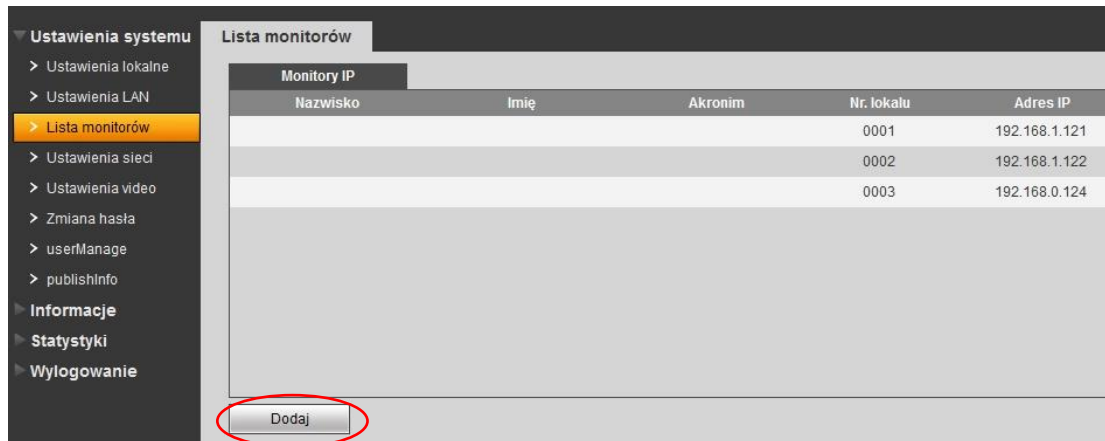 Ustawienia systemu
Ustawienia lokalne
Ustawienia LAN
Lista monitorów
Ustawienia sieci
Ustawienia video
Zmiana hasła
userManage
publishInfo
Informacje
Statystyki
Wylogowanie
Lista monitorów
Monitory IP
Nazwisko Imię Akronim Nr. lokalu Adres IP
0001 192.168.1.121
0002 192.168.1.122
0003 192.168.0.124
Dodaj